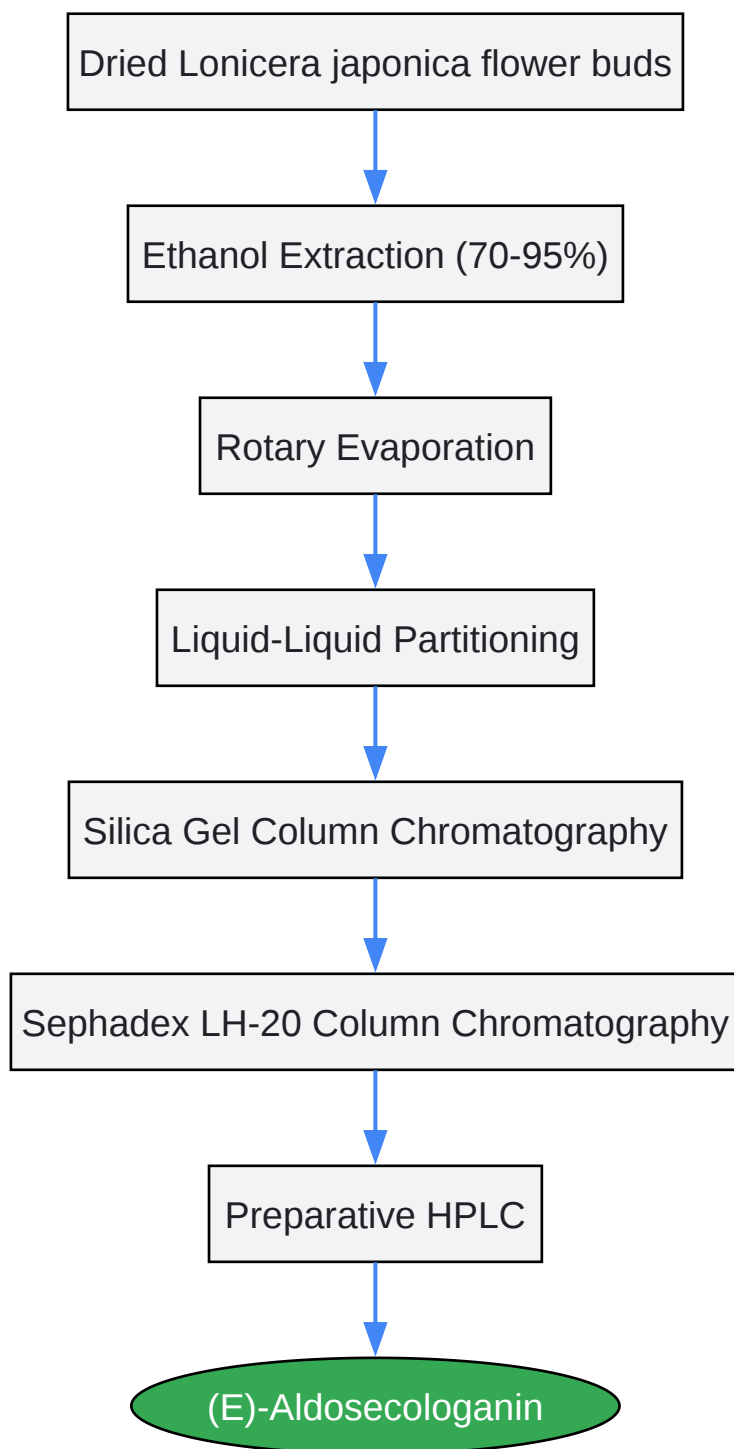 Dried Lonicera japonica flower buds
Ethanol Extraction (70-95%)
Rotary Evaporation
Liquid-Liquid Partitioning
Silica Gel Column Chromatography
Sephadex LH-20 Column Chromatography
Preparative HPLC
(E)-Aldosecologanin